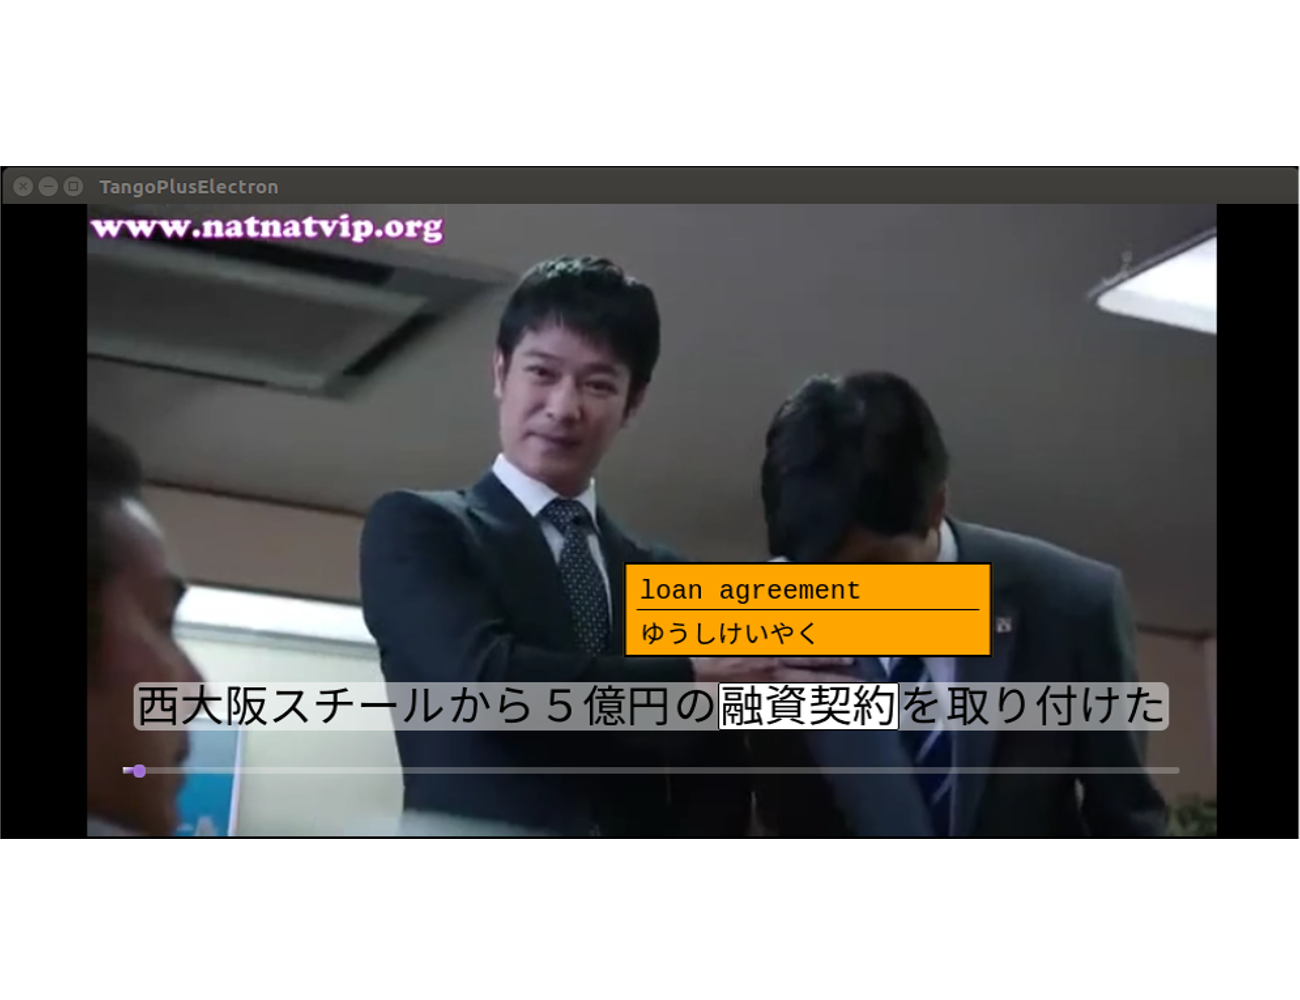 TangoPlusElectron
www.natnatvip.org
loan agreement
ゆうしけいやく
西大阪スチールから５億円の融資契約を取り付けた